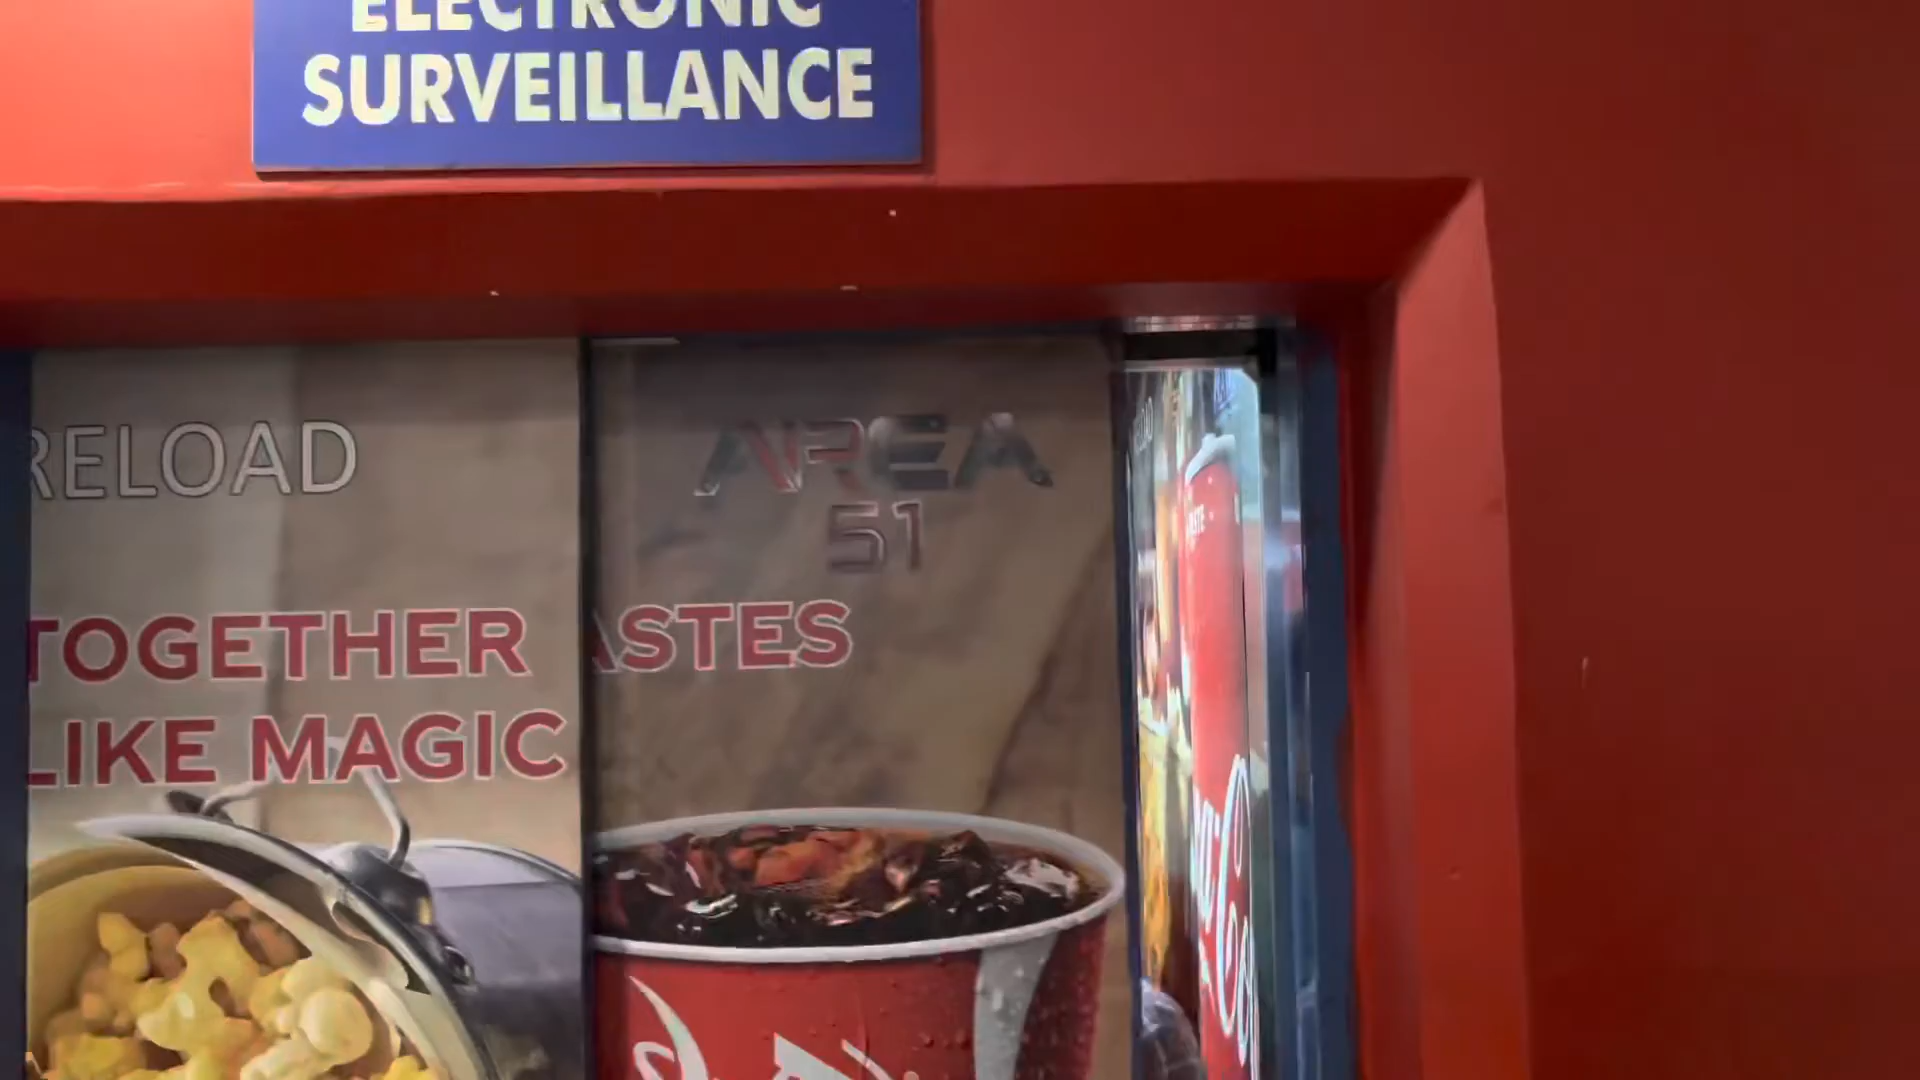 ELECTRONIC
SURVEILLANCE
RELOAD
AREA
51
TOGETHER
ASTES
LIKE MAGIC